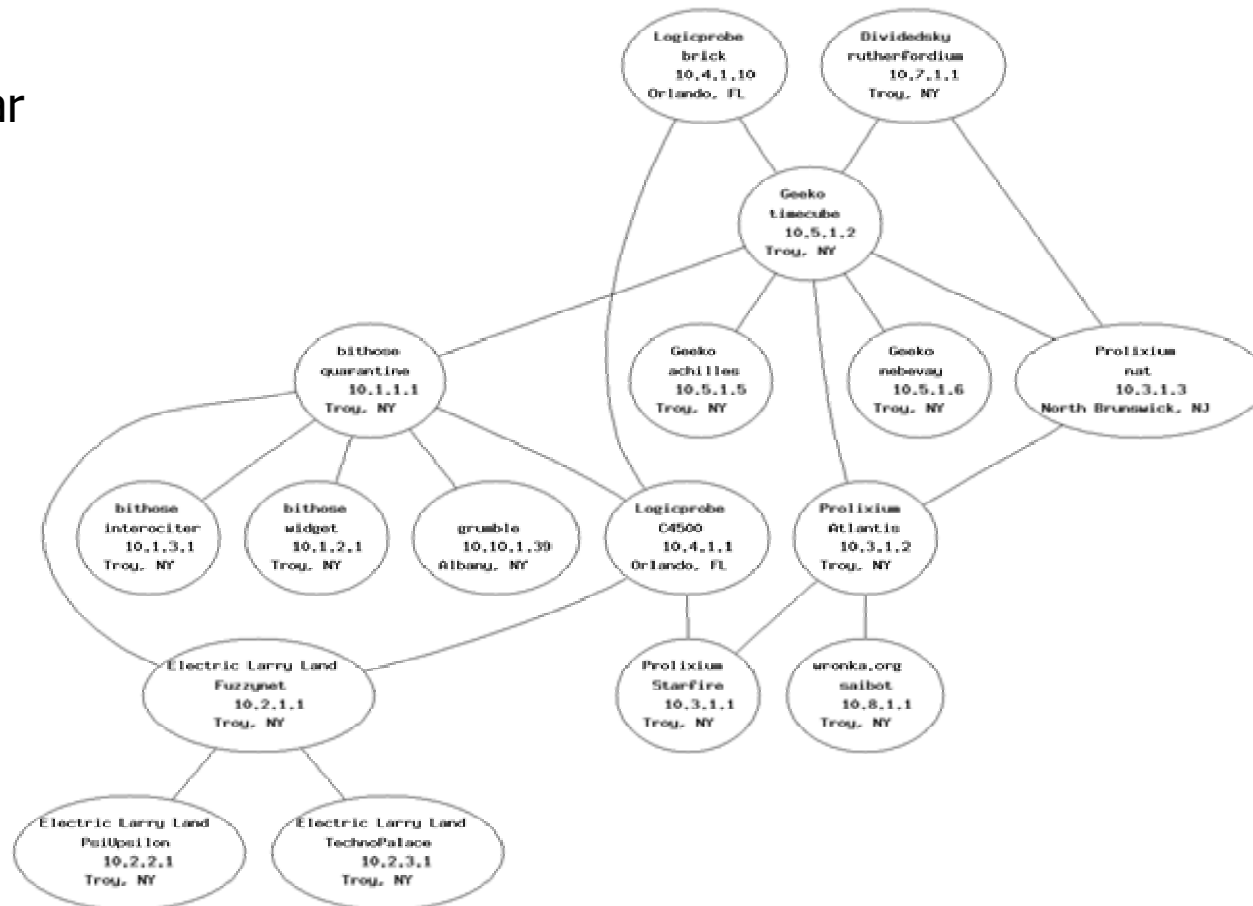 ar
Logicprobe
brick
10.4.1.10
Orlando, FL
Dividedsky
rutherfordium
10.7.1.1
Troy, NY
Geeko
timecube
10.5.1.2
Troy, NY
bithose
quarantine
10.1.1.1
Troy, NY
Geeko
achilles
10.5.1.5
Troy, NY
Geeko
nebevay
10.5.1.6
Troy, NY
Prolixium
nat
10.3.1.3
North Brunswick, NJ
bithose
interociter
10.1.3.1
Troy, NY
bithose
widget
10.1.2.1
Troy, NY
grumble
10.10.1.39
Albany, NY
Logicprobe
C4500
10.4.1.1
Orlando, FL
Prolixium
Atlantis
10.3.1.2
Troy, NY
Electric Larry Land
Fuzzynet
10.2.1.1
Troy, NY
Prolixium
Starfire
10.3.1.1
Troy, NY
wronka.org
saibot
10.8.1.1
Troy, NY
Electric Larry Land
PsiUpsilon
10.2.2.1
Troy, NY
Electric Larry Land
TechnoPalace
10.2.3.1
Troy, NY